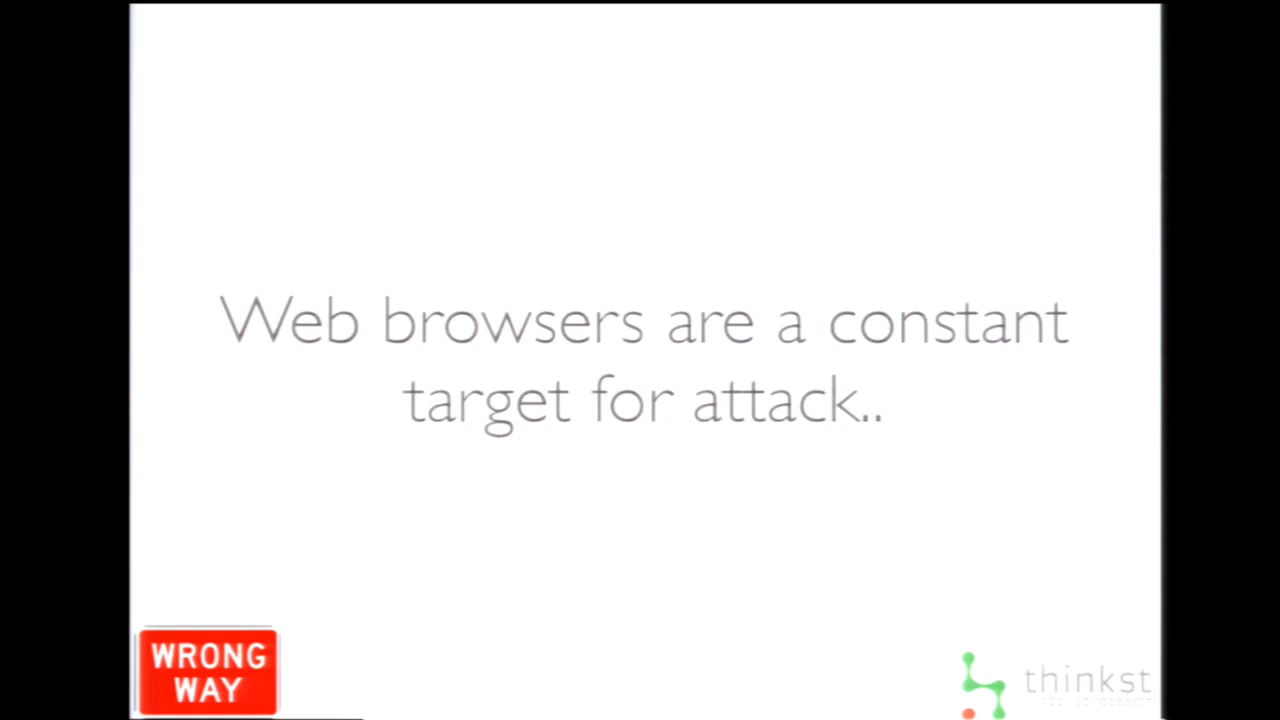 Web browsers are a constant
target for attack..
WRONG
WAY
thinkst